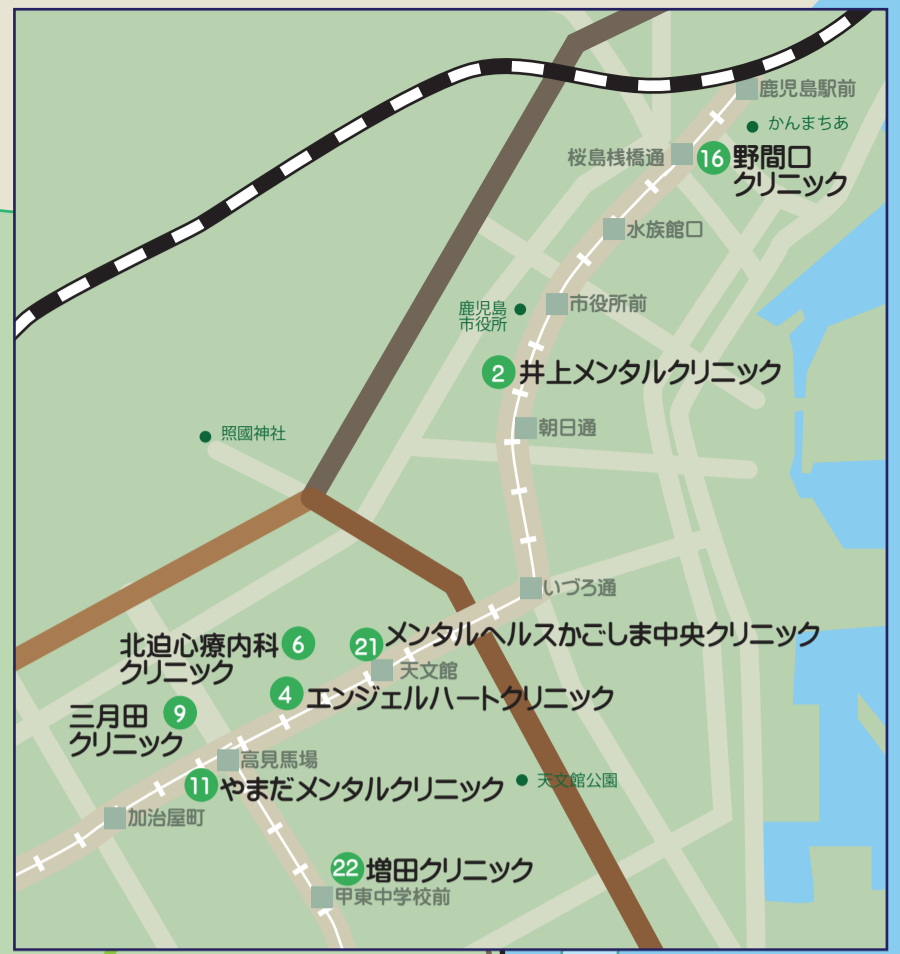 鹿児島駅前
かんまちあ
桜島桟橋通
16 野間口
クリニック
水族館口
市役所前
鹿児島
市役所
2 井上メンタルクリニック
朝日通
照國神社
いづろ通
21 メンタルヘルスかごしま中央クリニック
北迫心療内科 6
クリニック
天文館
4 エンジェルハートクリニック
三月田 9
クリニック
高見馬場
11 やまだメンタルクリニック
天文館公園
加治屋町
22 増田クリニック
甲東中学校前